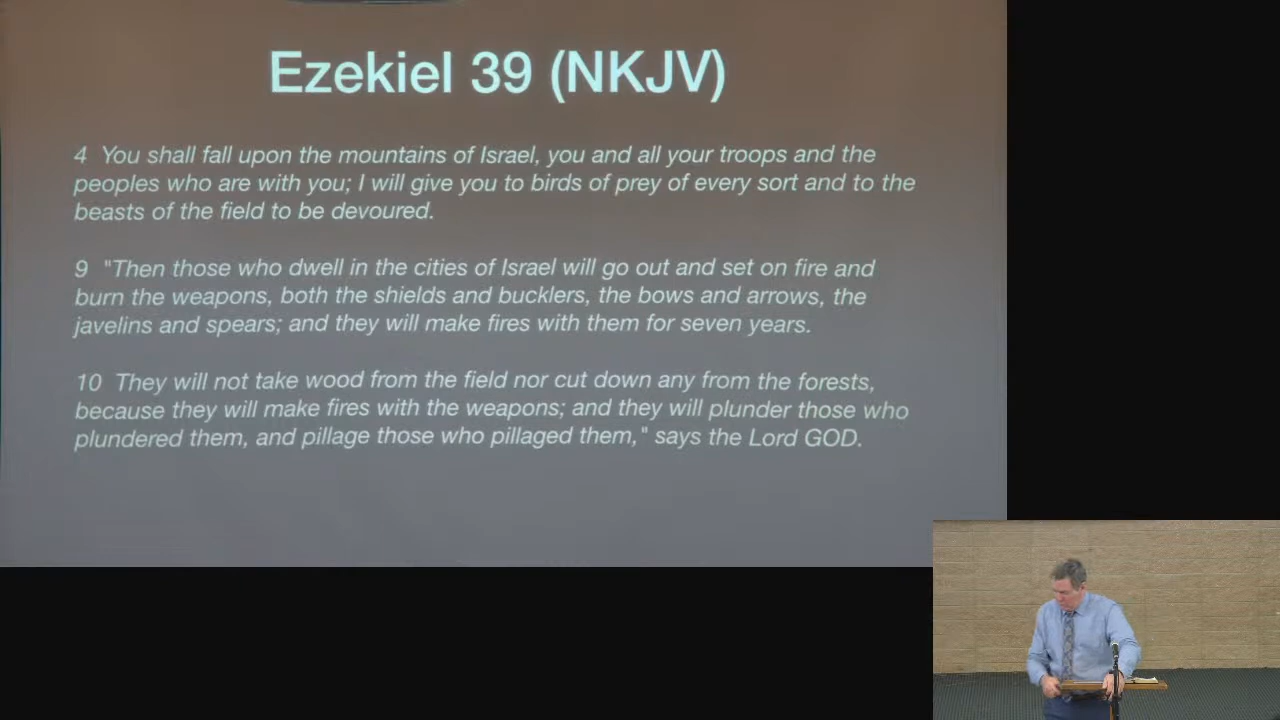 Ezekiel 39 (NKJV)
4 You shall fall upon the mountains of Israel, you and all your troops and the
peoples who are with you; I will give you to birds of prey of every sort and to the
beasts of the field to be devoured.
9 "Then those who dwell in the cities of Israel will go out and set on fire and
burn the weapons, both the shields and bucklers, the bows and arrows, the
javelins and spears; and they will make fires with them for seven years.
10 They will not take wood from the field nor cut down any from the forests,
because they will make fires with the weapons; and they will plunder those who
plundered them, and pillage those who pillaged them," says the Lord GOD.